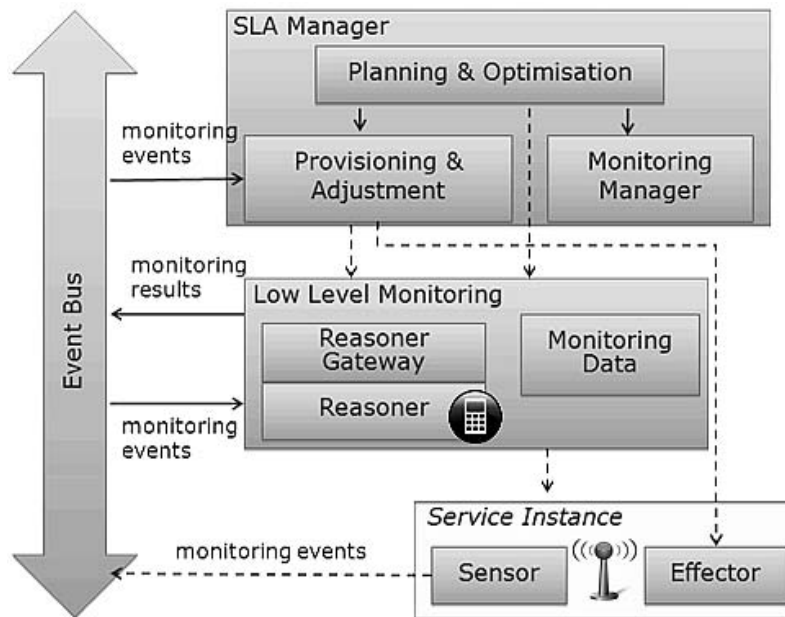 SLA Manager
Planning & Optimisation
monitoring
events
Provisioning &
Adjustment
Monitoring
Manager
monitoring
results
Low Level Monitoring
Reasoner
Gateway
Monitoring
Data
Reasoner
Event Bus
monitoring
events
Service Instance
monitoring events
Sensor
Effector